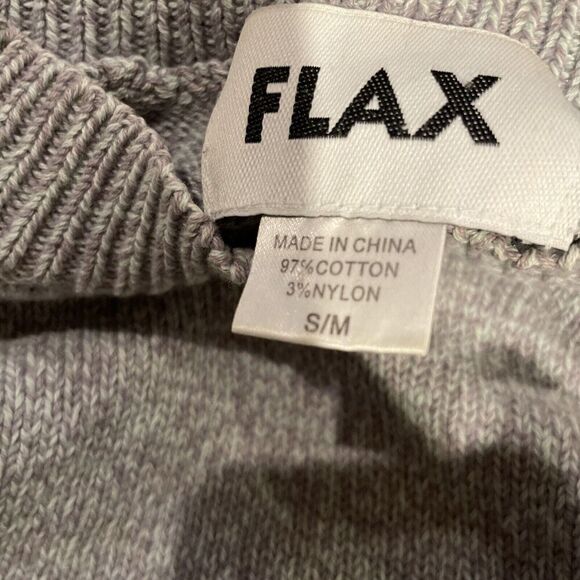 FLAX
MADE IN CHINA
97%COTTON
3%NYLON
S/M